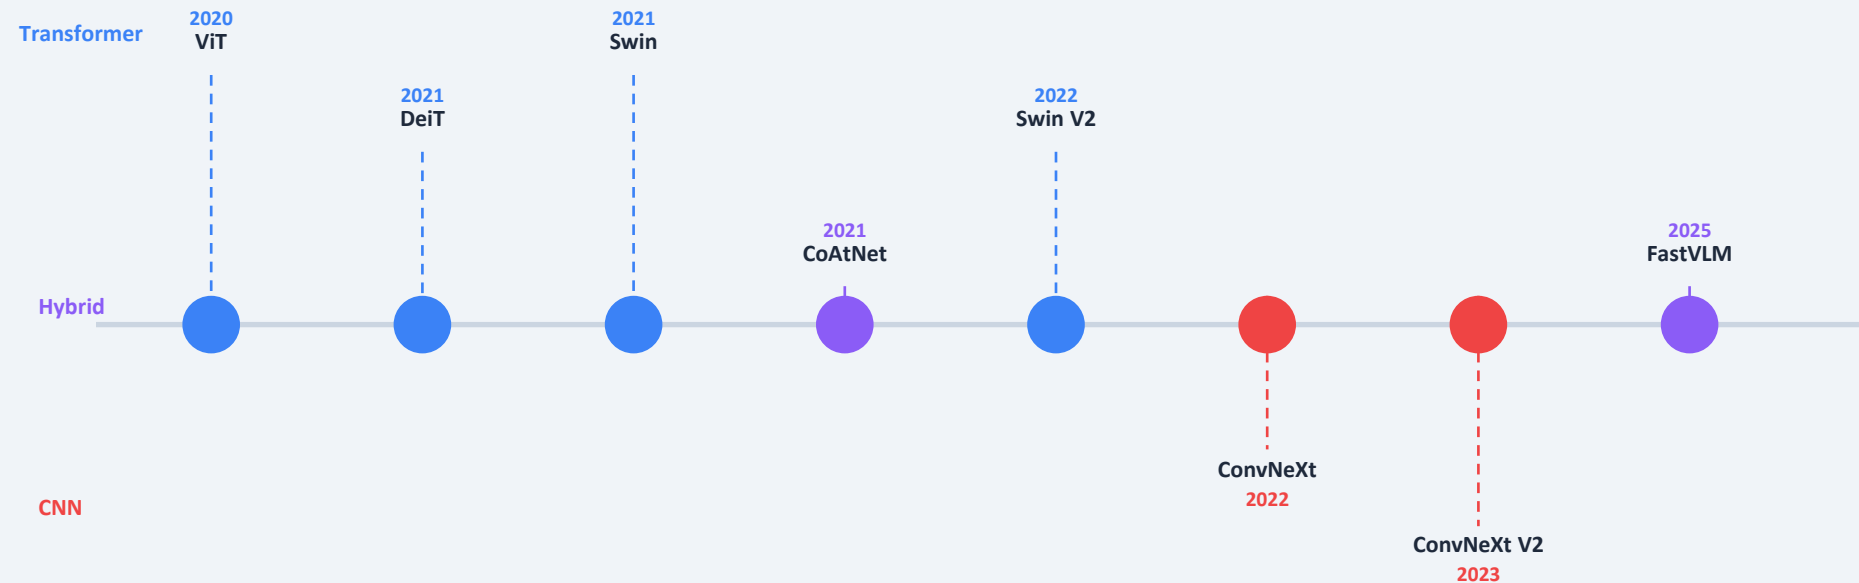 Transformer
2020
ViT
2021
DeiT
2021
Swin
2021
CoAtNet
2022
Swin V2
2025
FastVLM
Hybrid
ConvNeXt
2022
CNN
ConvNeXt V2
2023